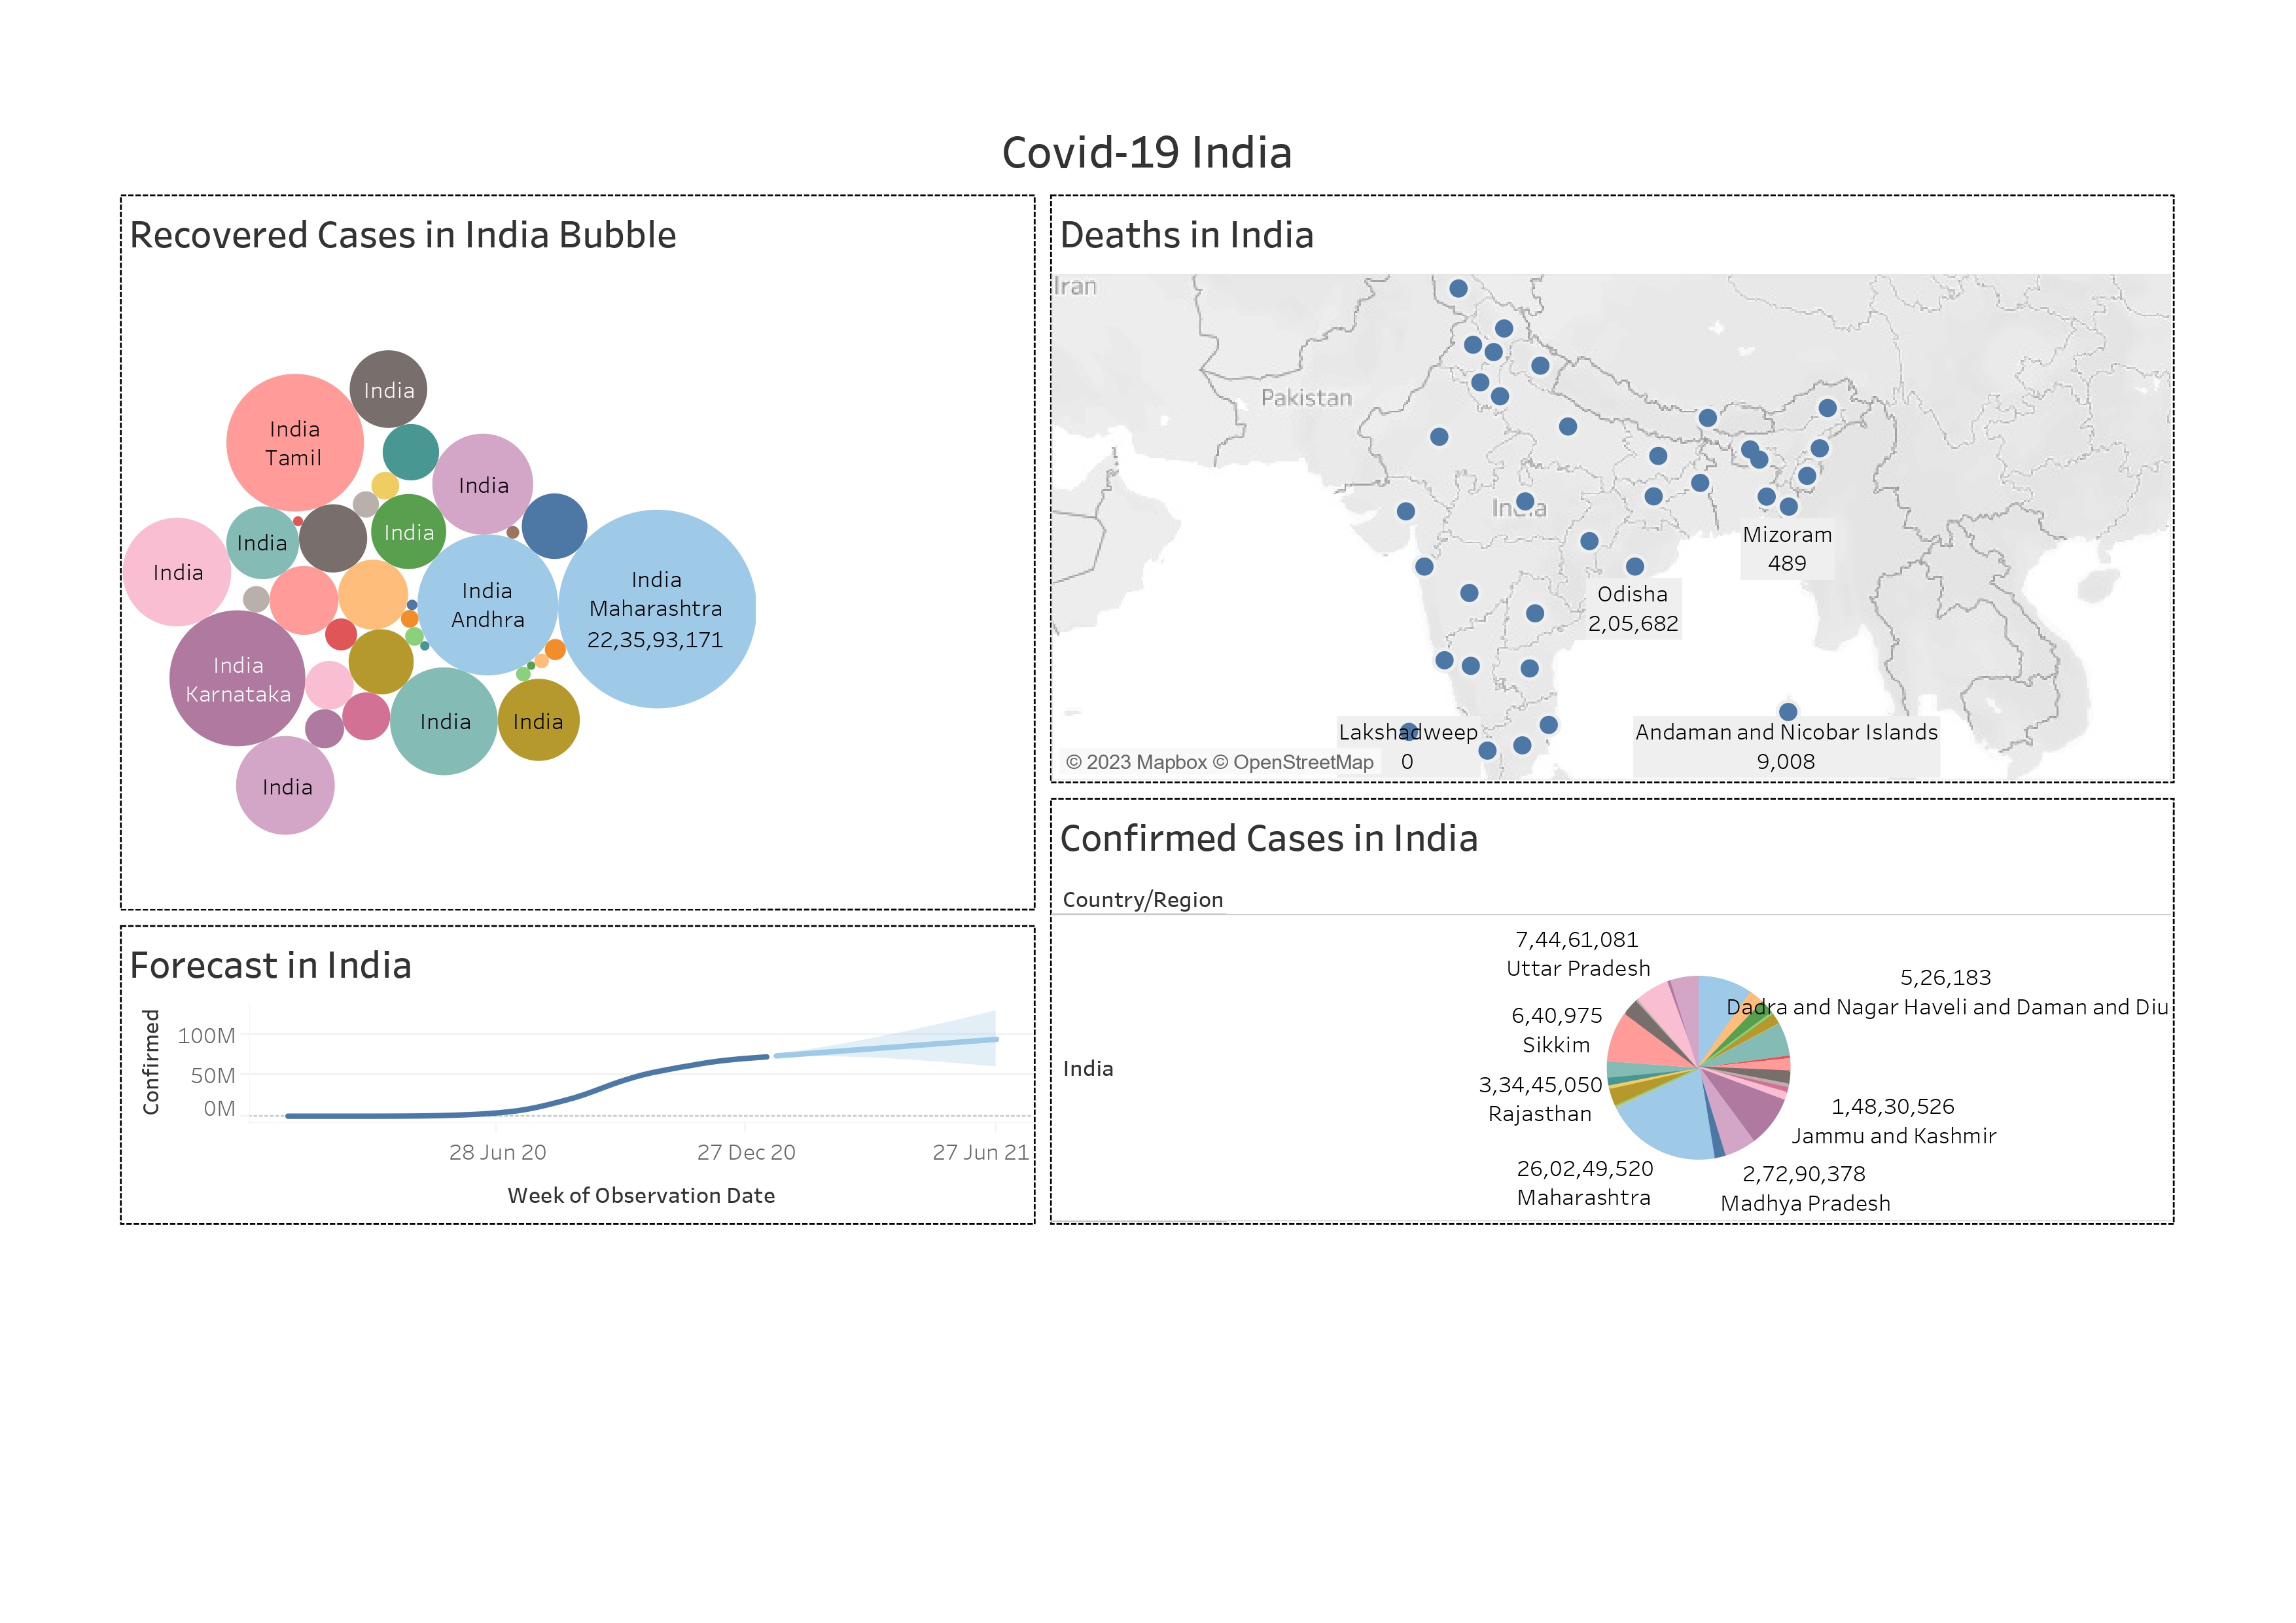 Covid-19 India
Recovered Cases in India Bubble
India
India
Tamil
India
India
India
India
India
Maharashtra
22,35,93,171
India
Andhra
India
Karnataka
India
India
India
Deaths in India
Iran
Pakistan
India
Mizoram
489
Odisha
2,05,682
Lakshadweep
0
Andaman and Nicobar Islands
9,008
© 2023 Mapbox © OpenStreetMap
Forecast in India
Confirmed
100M
50M
0M
28 Jun 20
27 Dec 20
27 Jun 21
Week of Observation Date
Confirmed Cases in India
Country/Region
India
7,44,61,081
Uttar Pradesh
5,26,183
Dadra and Nagar Haveli and Daman and Diu
6,40,975
Sikkim
3,34,45,050
Rajasthan
1,48,30,526
Jammu and Kashmir
26,02,49,520
Maharashtra
2,72,90,378
Madhya Pradesh